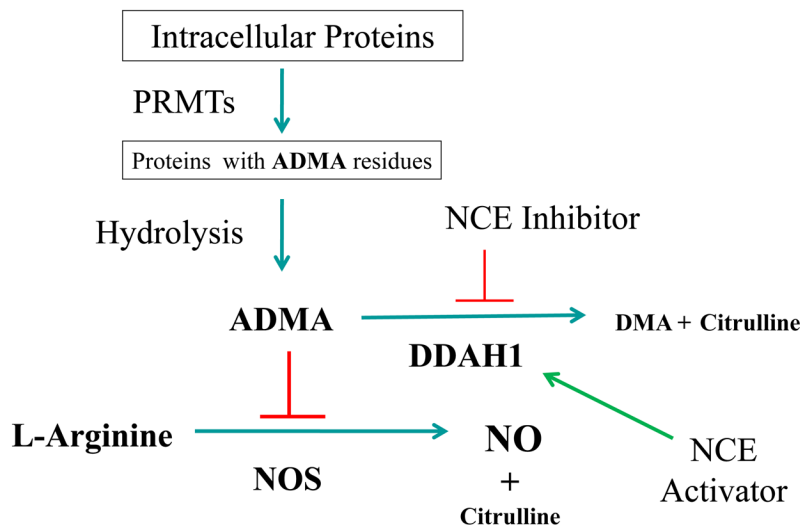 Intracellular Proteins
PRMTs
Proteins with ADMA residues
Hydrolysis
NCE Inhibitor
ADMA
DMA + Citrulline
DDAH1
L-Arginine
NO
NOS
+
Citrulline
NCE
Activator